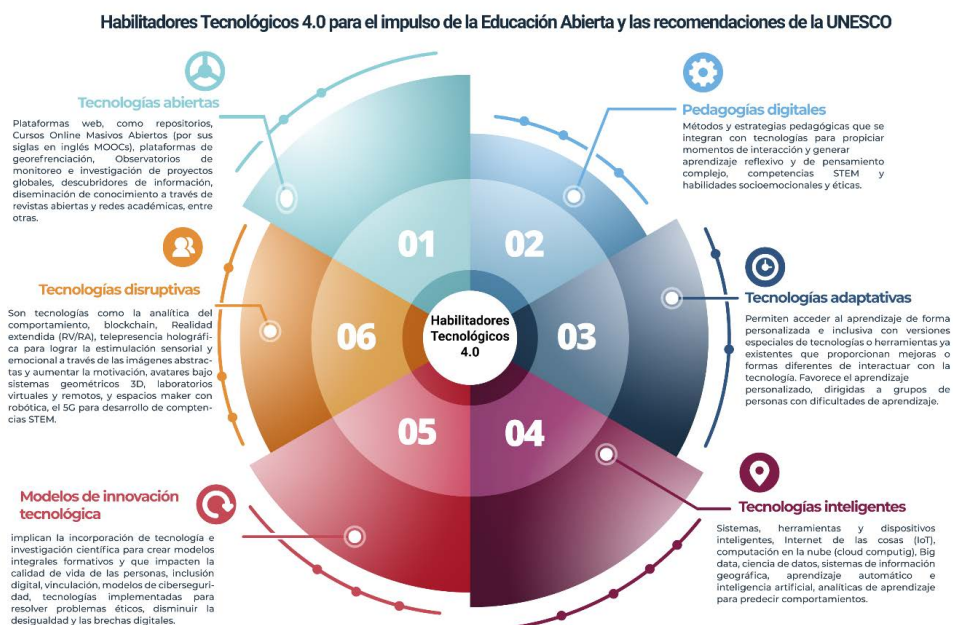 Habilitadores Tecnológicos 4.0 para el impulso de la Educación Abierta y las recomendaciones de la UNESCO
Tecnologías abiertas
Plataformas web, como repositorios,
Cursos Online Masivos Abiertos (por sus
siglas en inglés MOOCs), plataformas de
georefrenciación, Observatorios de
monitoreo e investigación de proyectos
globales, descubridores de información,
diseminación de conocimiento a través de
revistas abiertas y redes académicas, entre
otras.
Pedagogías digitales
Métodos y estrategias pedagógicas que se
integran con tecnologías para propiciar
momentos de interacción y generar
aprendizaje reflexivo y de pensamiento
complejo, competencias STEM y
habilidades socioemocionales y éticas.
Tecnologías adaptativas
Permiten acceder al aprendizaje de forma
personalizada e inclusiva con versiones
especiales de tecnologías o herramientas ya
existentes que proporcionan mejoras o
formas diferentes de interactuar con la
tecnología. Favorece el aprendizaje
personalizado, dirigidas a grupos de
personas con dificultades de aprendizaje.
Tecnologías inteligentes
Sistemas, herramientas y dispositivos
inteligentes, Internet de las cosas (IoT),
computación en la nube (cloud computig), Big
data, ciencia de datos, sistemas de información
geográfica, aprendizaje automático e
inteligencia artificial, analíticas de aprendizaje
para predecir comportamientos.
Modelos de innovación
tecnológica
implican la incorporación de tecnología e
investigación científica para crear modelos
integrales formativos y que impacten la
calidad de vida de las personas, inclusión
digital, vinculación, modelos de ciberseguri-
dad, tecnologías implementadas para
resolver problemas éticos, disminuir la
desigualdad y las brechas digitales.
Tecnologías disruptivas
Son tecnologías como la analítica del
comportamiento, blockchain, Realidad
extendida (RV/RA), telepresencia holográfi-
ca para lograr la estimulación sensorial y
emocional a través de las imágenes abstrac-
tas y aumentar la motivación, avatares bajo
sistemas geométricos 3D, laboratorios
virtuales y remotos, y espacios maker con
robótica, el 5G para desarrollo de compten-
cias STEM.
01
02
03
04
05
06
Habilitadores
Tecnológicos
4.0